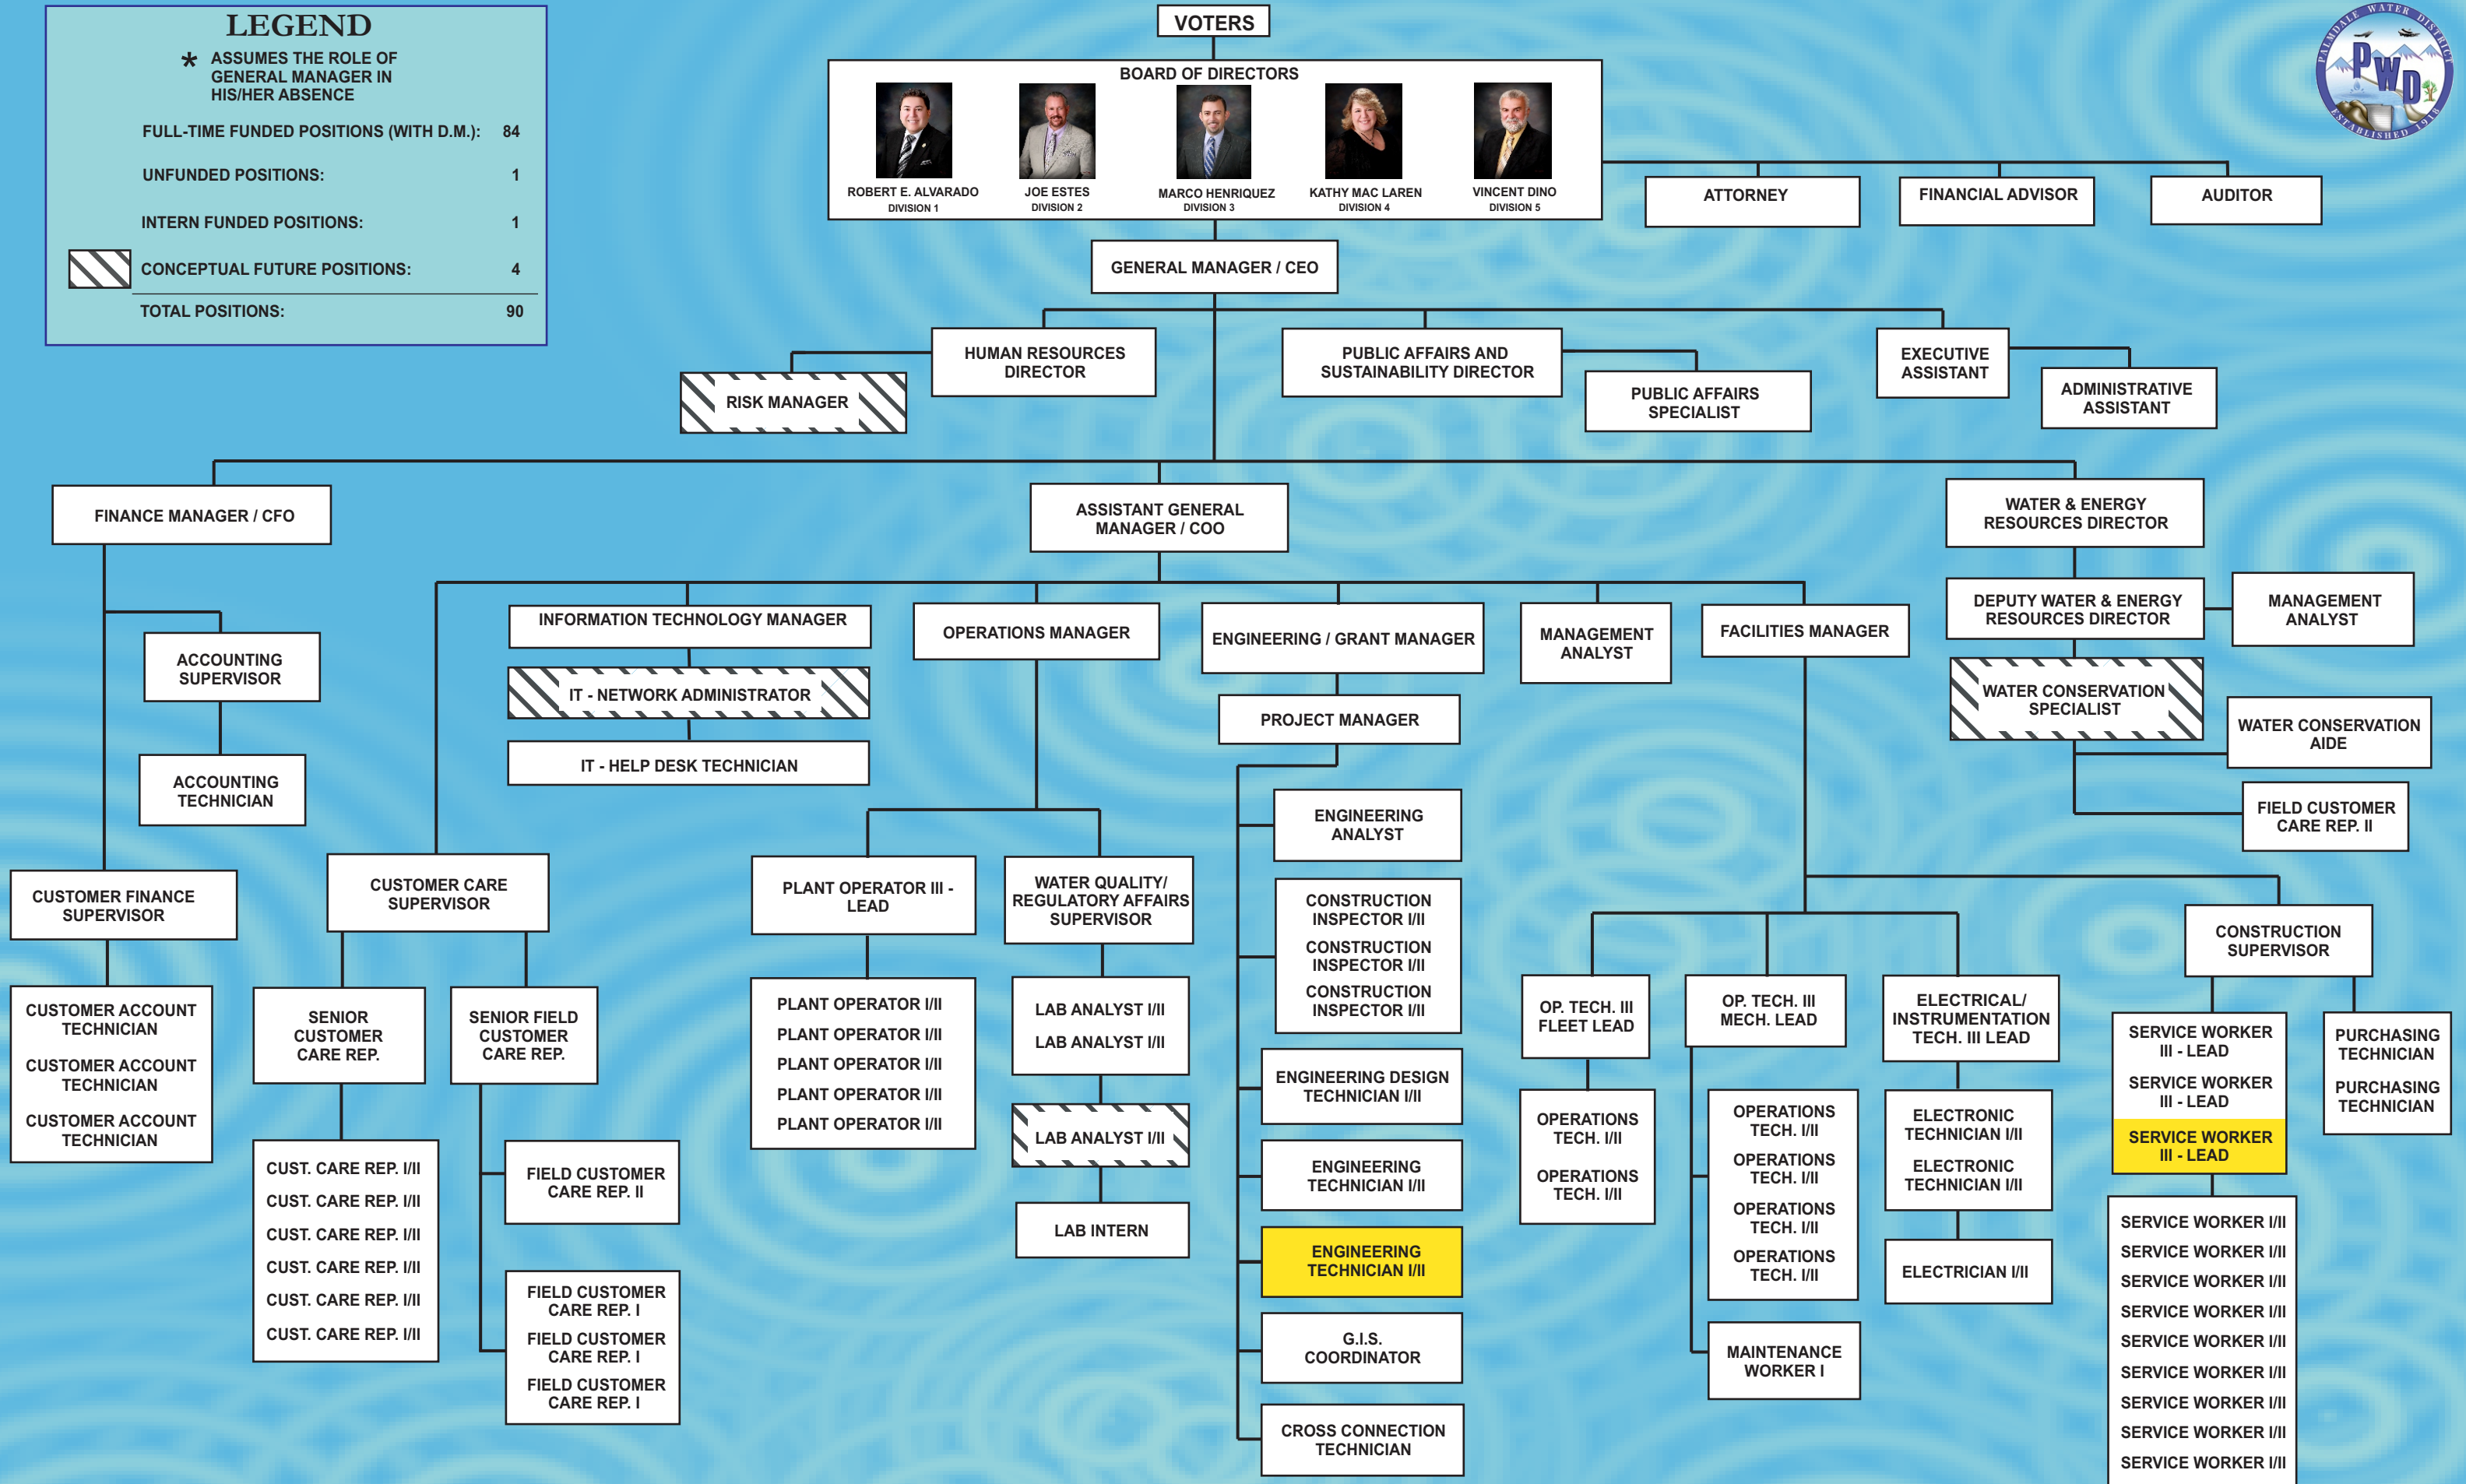 LEGEND
* ASSUMES THE ROLE OF
GENERAL MANAGER IN
HIS/HER ABSENCE
FULL-TIME FUNDED POSITIONS (WITH D.M.): 84
UNFUNDED POSITIONS: 1
INTERN FUNDED POSITIONS: 1
CONCEPTUAL FUTURE POSITIONS: 4
TOTAL POSITIONS: 90
VOTERS
BOARD OF DIRECTORS
ROBERT E. ALVARADO
DIVISION 1
JOE ESTES
DIVISION 2
MARCO HENRIQUEZ
DIVISION 3
KATHY MAC LAREN
DIVISION 4
VINCENT DINO
DIVISION 5
PALMDALE WATER DISTRICT
PWD
ESTABLISHED 1918
ATTORNEY
FINANCIAL ADVISOR
AUDITOR
GENERAL MANAGER / CEO
HUMAN RESOURCES
DIRECTOR
RISK MANAGER
PUBLIC AFFAIRS AND
SUSTAINABILITY DIRECTOR
PUBLIC AFFAIRS
SPECIALIST
EXECUTIVE
ASSISTANT
ADMINISTRATIVE
ASSISTANT
FINANCE MANAGER / CFO
ASSISTANT GENERAL
MANAGER / COO
WATER & ENERGY
RESOURCES DIRECTOR
ACCOUNTING
SUPERVISOR
ACCOUNTING
TECHNICIAN
CUSTOMER FINANCE
SUPERVISOR
CUSTOMER ACCOUNT
TECHNICIAN
CUSTOMER ACCOUNT
TECHNICIAN
CUSTOMER ACCOUNT
TECHNICIAN
CUSTOMER CARE
SUPERVISOR
SENIOR
CUSTOMER
CARE REP.
CUST. CARE REP. I/II
CUST. CARE REP. I/II
CUST. CARE REP. I/II
CUST. CARE REP. I/II
CUST. CARE REP. I/II
CUST. CARE REP. I/II
SENIOR FIELD
CUSTOMER
CARE REP.
FIELD CUSTOMER
CARE REP. II
FIELD CUSTOMER
CARE REP. I
FIELD CUSTOMER
CARE REP. I
FIELD CUSTOMER
CARE REP. I
INFORMATION TECHNOLOGY MANAGER
IT - NETWORK ADMINISTRATOR
IT - HELP DESK TECHNICIAN
OPERATIONS MANAGER
PLANT OPERATOR III -
LEAD
PLANT OPERATOR I/II
PLANT OPERATOR I/II
PLANT OPERATOR I/II
PLANT OPERATOR I/II
PLANT OPERATOR I/II
WATER QUALITY/
REGULATORY AFFAIRS
SUPERVISOR
LAB ANALYST I/II
LAB ANALYST I/II
LAB ANALYST I/II
LAB INTERN
ENGINEERING / GRANT MANAGER
PROJECT MANAGER
ENGINEERING
ANALYST
CONSTRUCTION
INSPECTOR I/II
CONSTRUCTION
INSPECTOR I/II
CONSTRUCTION
INSPECTOR I/II
ENGINEERING DESIGN
TECHNICIAN I/II
ENGINEERING
TECHNICIAN I/II
ENGINEERING
TECHNICIAN I/II
G.I.S.
COORDINATOR
CROSS CONNECTION
TECHNICIAN
MANAGEMENT
ANALYST
FACILITIES MANAGER
OP. TECH. III
FLEET LEAD
OPERATIONS
TECH. I/II
OPERATIONS
TECH. I/II
OP. TECH. III
MECH. LEAD
OPERATIONS
TECH. I/II
OPERATIONS
TECH. I/II
OPERATIONS
TECH. I/II
OPERATIONS
TECH. I/II
MAINTENANCE
WORKER I
ELECTRICAL/
INSTRUMENTATION
TECH. III LEAD
ELECTRONIC
TECHNICIAN I/II
ELECTRONIC
TECHNICIAN I/II
ELECTRICIAN I/II
CONSTRUCTION
SUPERVISOR
SERVICE WORKER
III - LEAD
SERVICE WORKER
III - LEAD
SERVICE WORKER
III - LEAD
SERVICE WORKER I/II
SERVICE WORKER I/II
SERVICE WORKER I/II
SERVICE WORKER I/II
SERVICE WORKER I/II
SERVICE WORKER I/II
SERVICE WORKER I/II
SERVICE WORKER I/II
SERVICE WORKER I/II
PURCHASING
TECHNICIAN
PURCHASING
TECHNICIAN
DEPUTY WATER & ENERGY
RESOURCES DIRECTOR
MANAGEMENT
ANALYST
WATER CONSERVATION
SPECIALIST
WATER CONSERVATION
AIDE
FIELD CUSTOMER
CARE REP. II